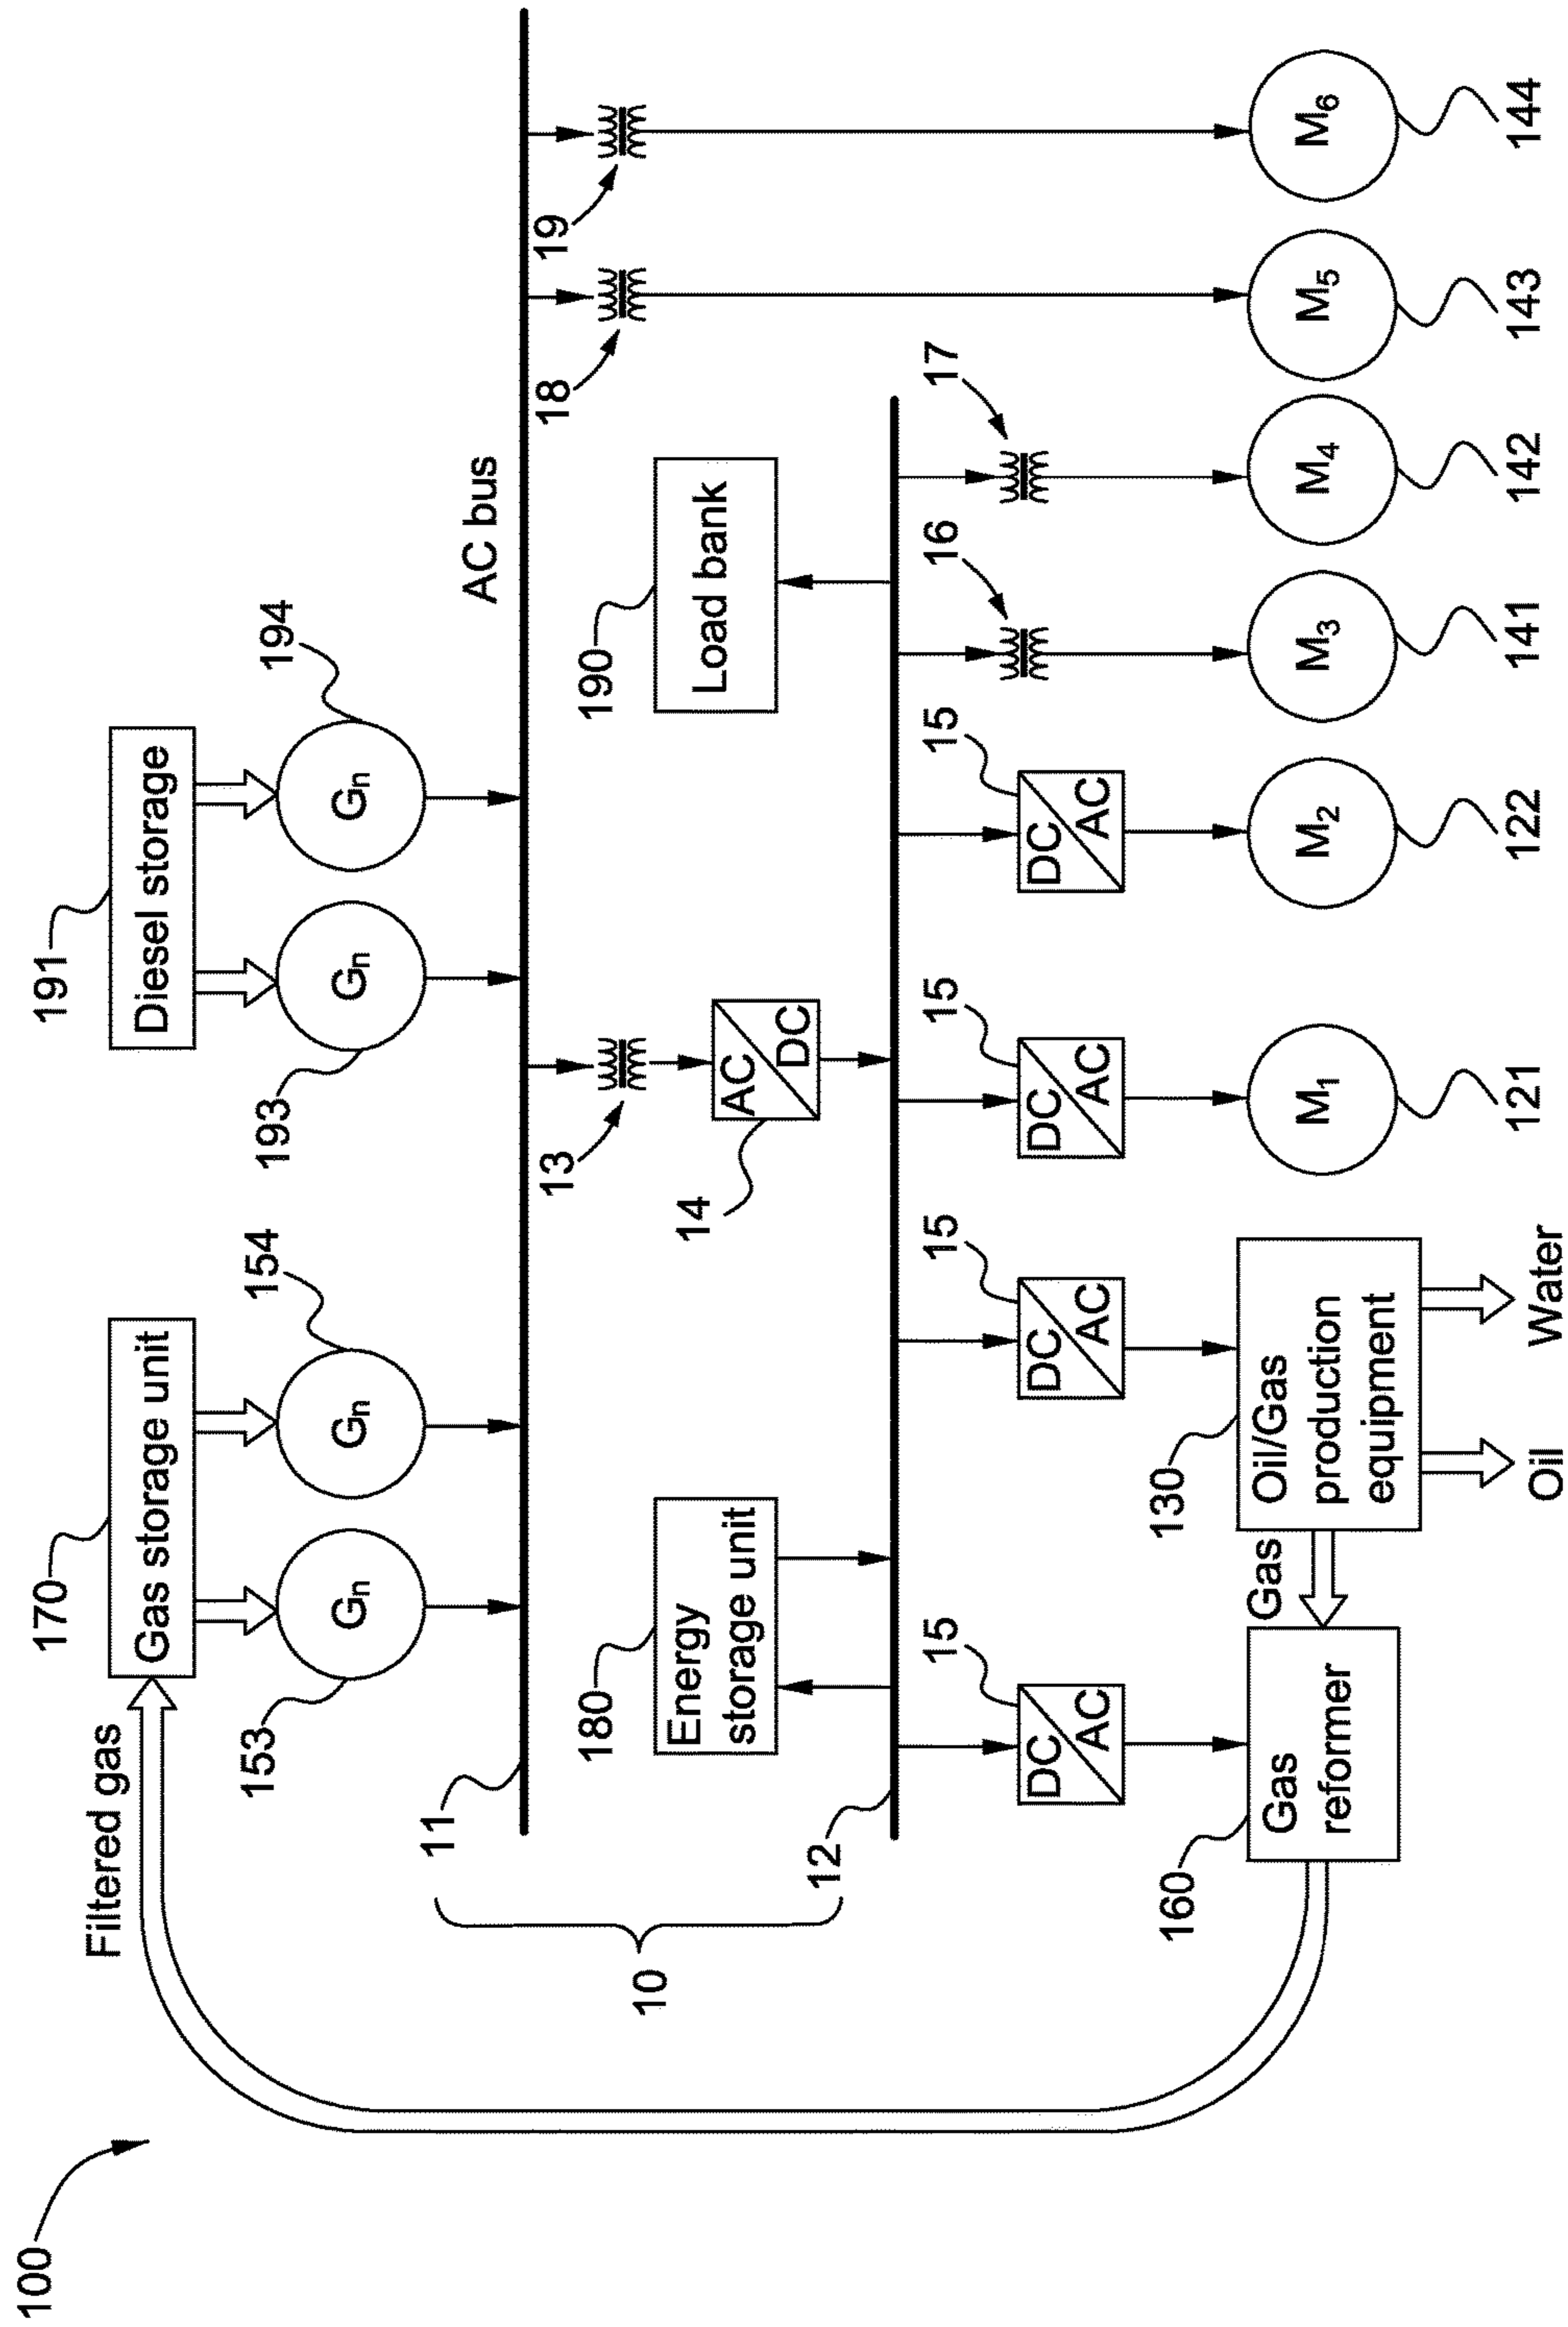 100
Filtered gas
170
Gas storage unit
191
Diesel storage
153
Gn
154
Gn
193
Gn
194
Gn
11
AC bus
10
12
13
18
19
180
Energy
storage unit
14
AC
DC
190
Load bank
15
DC
AC
15
DC
AC
15
DC
AC
15
DC
AC
16
17
160
Gas
reformer
Gas
130
Oil/Gas
production
equipment
M1
M2
M3
M4
M5
M6
Oil
Water
121
122
141
142
143
144